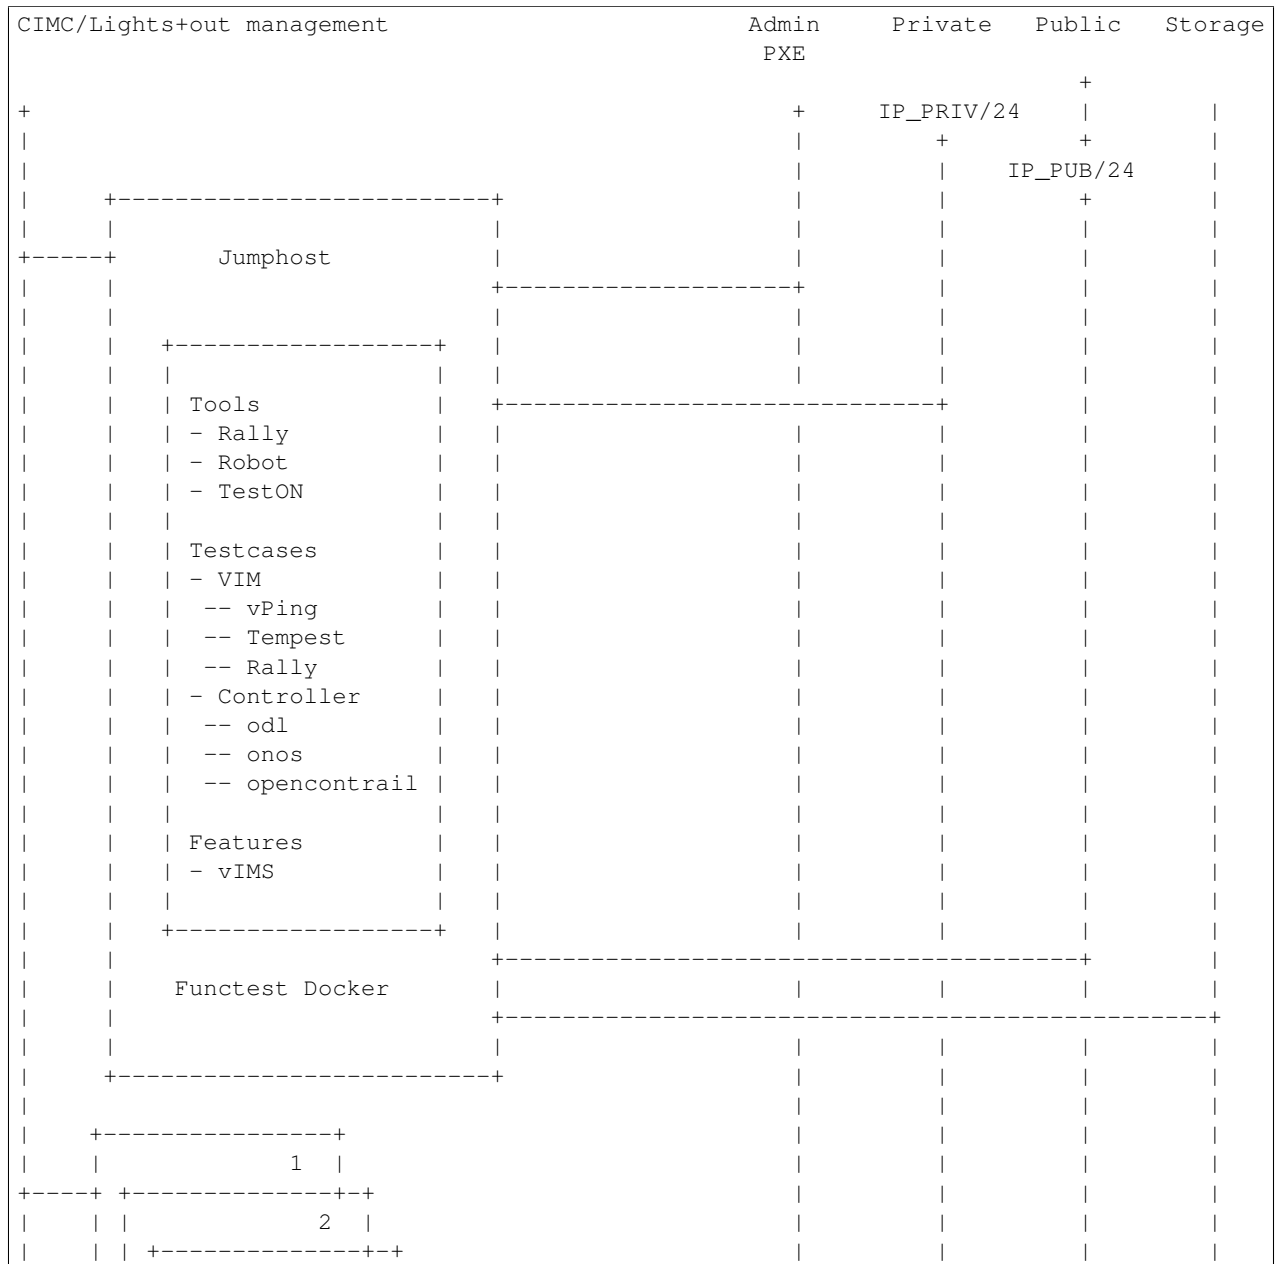 CIMC/Lights+out management Admin Private Public Storage
PXE
IP_PRIV/24
IP_PUB/24
Jumphost
Tools
- Rally
- Robot
- TestON
Testcases
- VIM
-- vPing
-- Tempest
-- Rally
- Controller
-- odl
-- onos
-- opencontrail
Features
- vIMS
Functest Docker
1
2